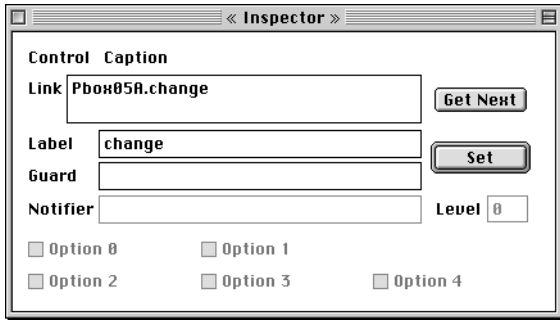 « Inspector »
Control Caption
Link Pbox05A.change
Get Next
Label change
Set
Guard
Notifier Level 0
Option 0 Option 1
Option 2 Option 3 Option 4